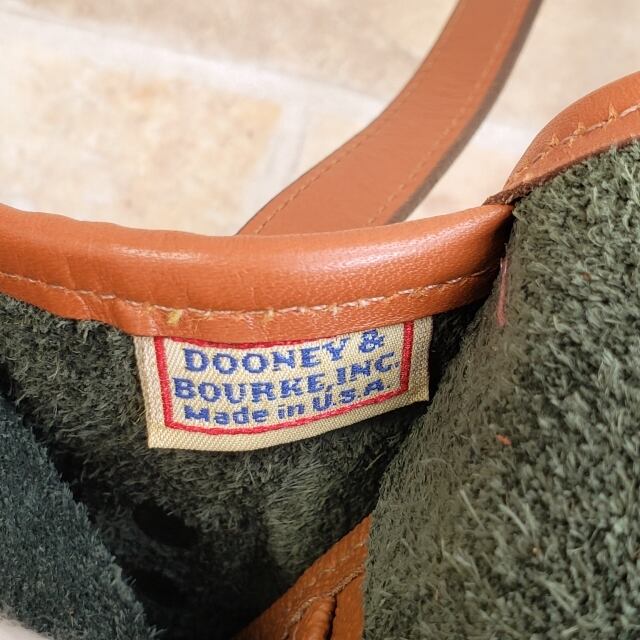 DOONEY &
BOURKE, INC.
Made in U.S.A.